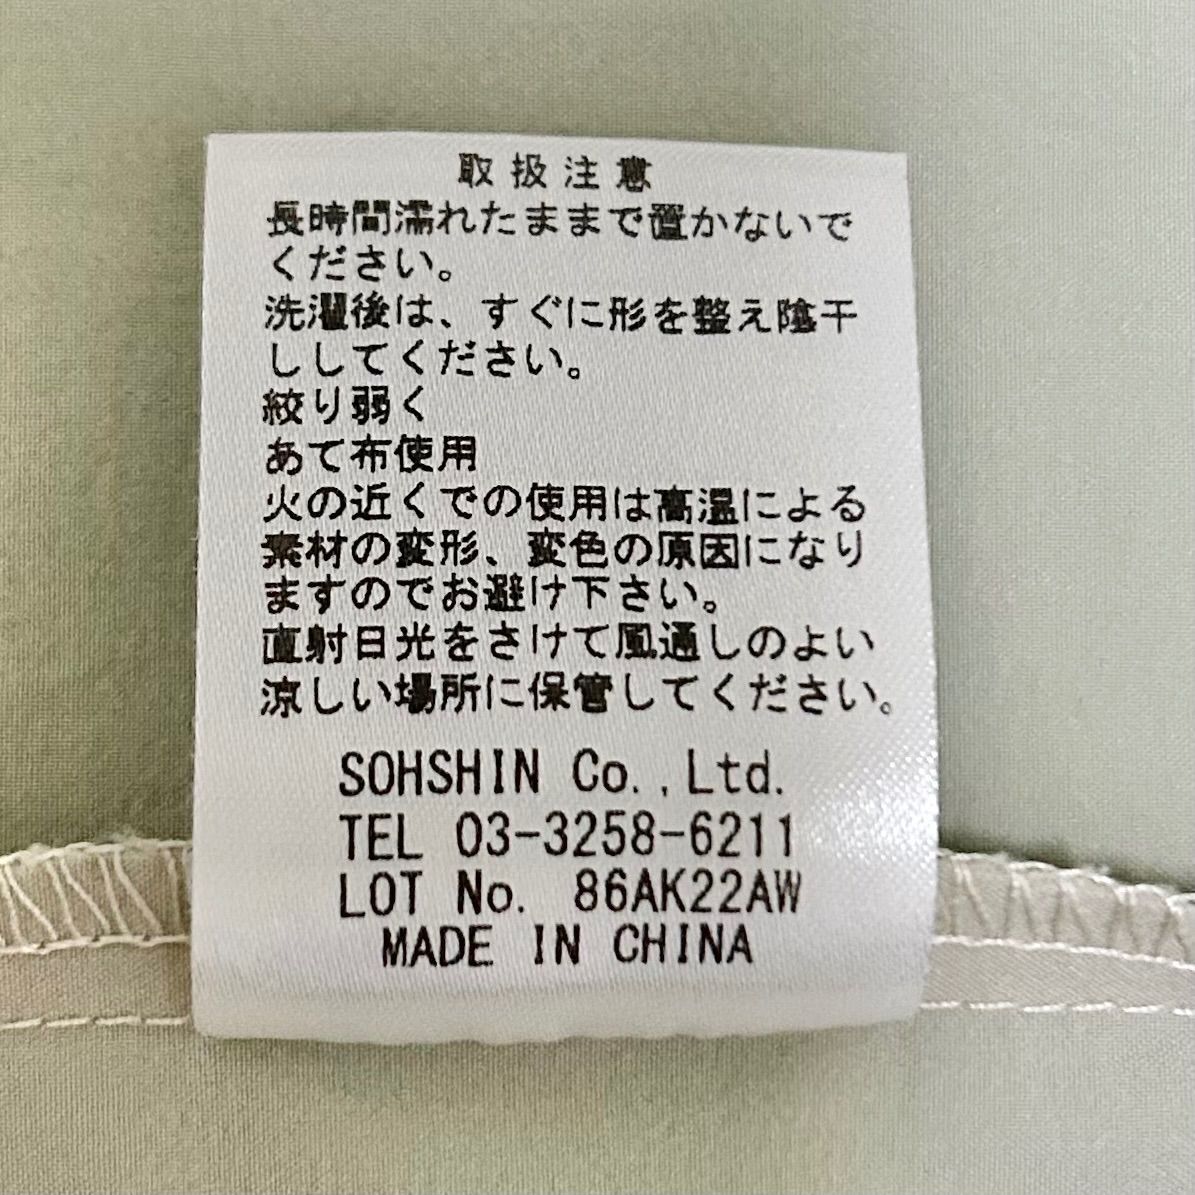 取扱注意
長時間濡れたままで置かないで
ください。
洗濯後は、すぐに形を整え陰干
ししてください。
絞り弱く
あて布使用
火の近くでの使用は高温による
素材の変形、変色の原因になり
ますのでお避け下さい。
直射日光をさけて風通しのよい
涼しい場所に保管してください。
SOHSHIN Co.,Ltd.
TEL 03-3258-6211
LOT No. 86AK22AW
MADE IN CHINA